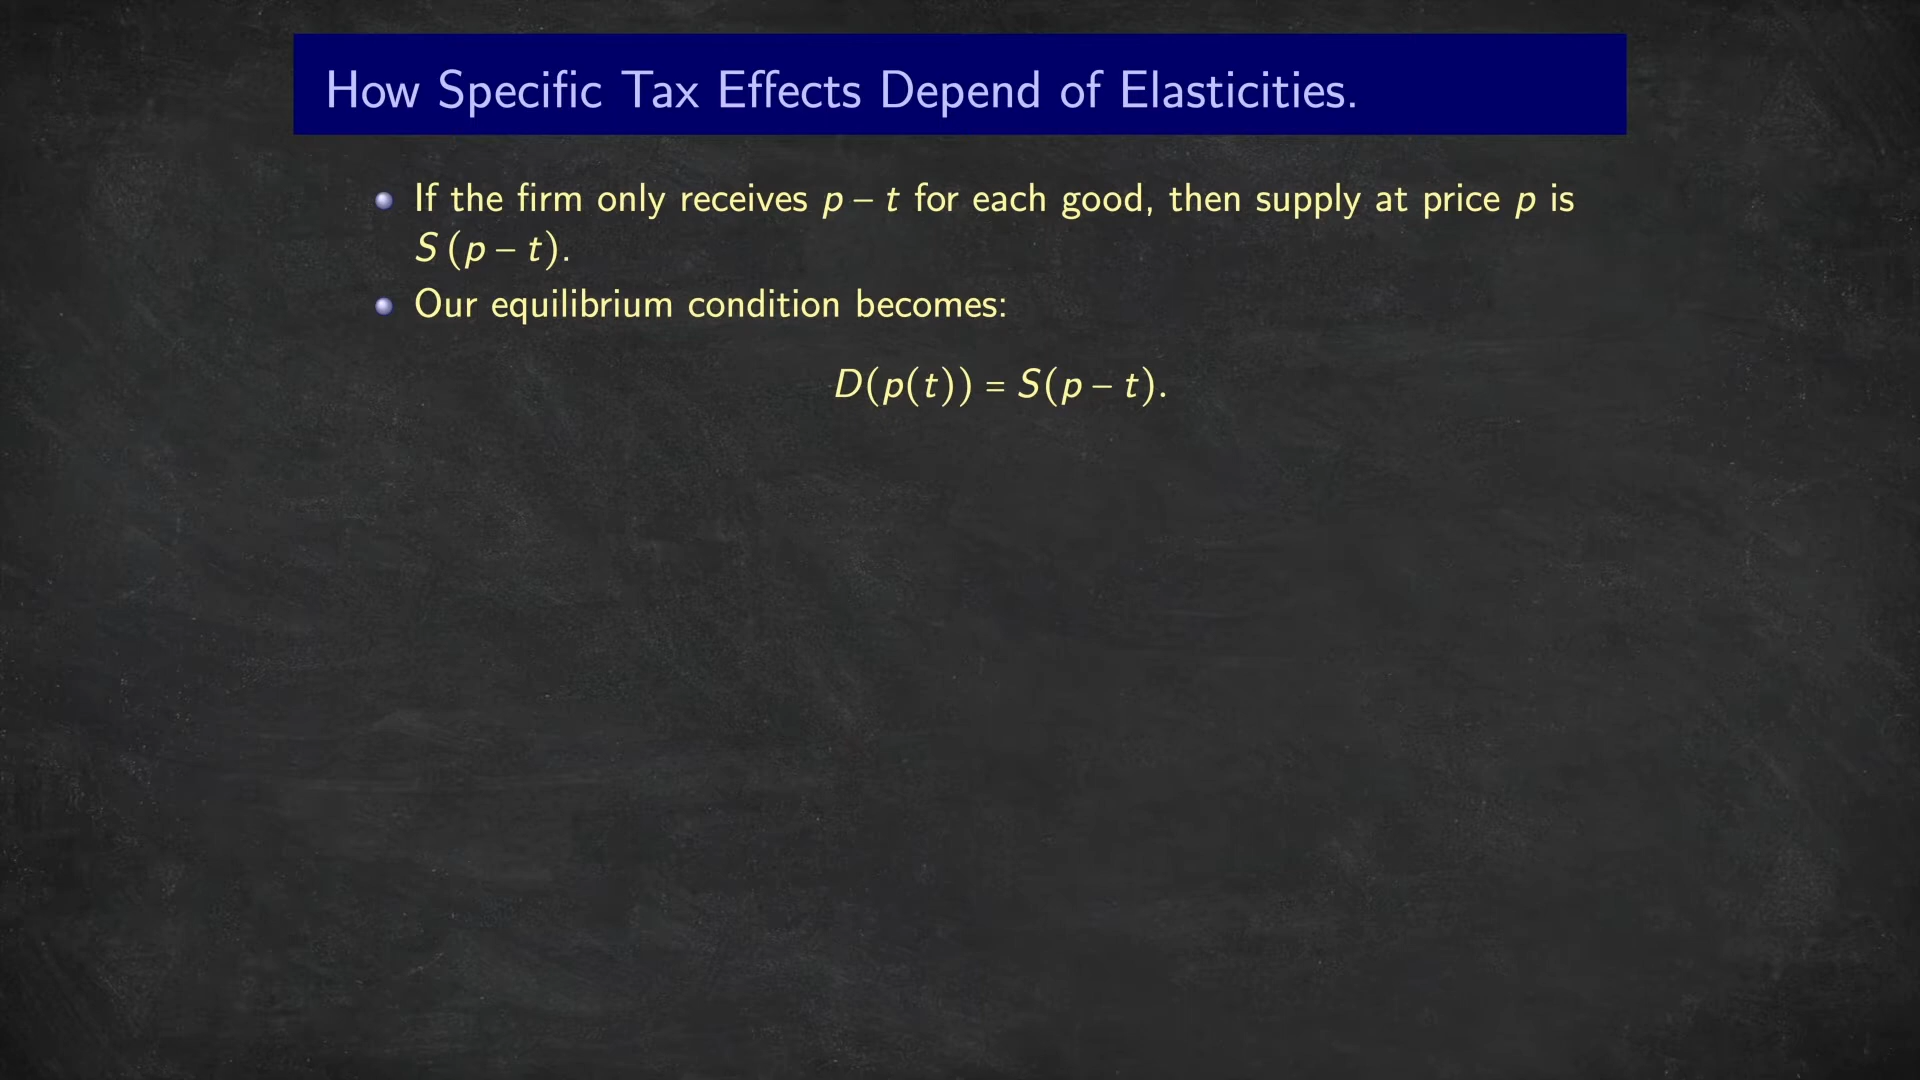 How Specific Tax Effects Depend of Elasticities.
If the firm only receives p – t for each good, then supply at price p is
S (p – t).
Our equilibrium condition becomes:
D(p(t)) = S(p – t).